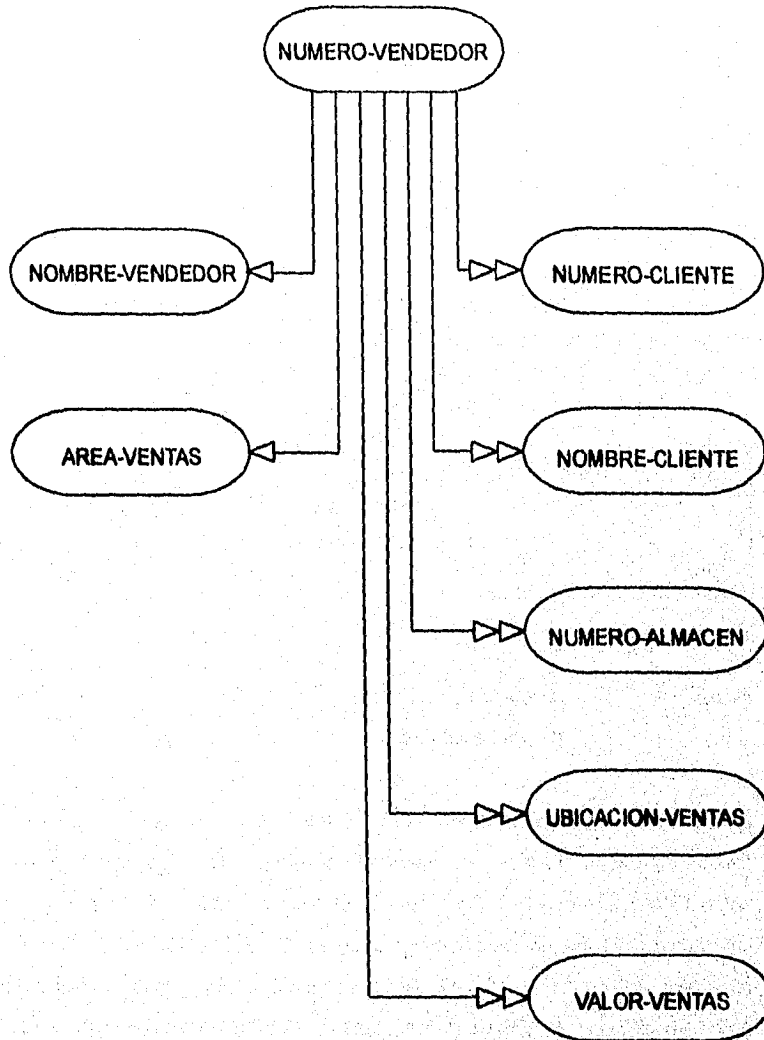 NUMERO-VENDEDOR
NOMBRE-VENDEDOR
NUMERO-CLIENTE
AREA-VENTAS
NOMBRE-CLIENTE
NUMERO-ALMACEN
UBICACION-VENTAS
VALOR-VENTAS